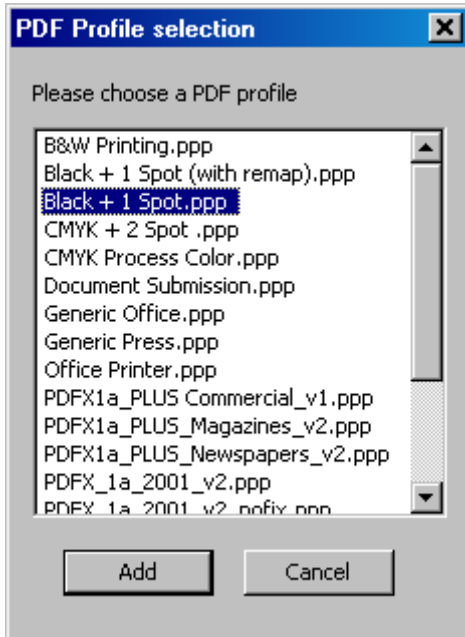 PDF Profile selection
Please choose a PDF profile
B&W Printing.ppp
Black + 1 Spot (with remap).ppp
Black + 1 Spot.ppp
CMYK + 2 Spot .ppp
CMYK Process Color.ppp
Document Submission.ppp
Generic Office.ppp
Generic Press.ppp
Office Printer.ppp
PDFX1a_PLUS Commercial_v1.ppp
PDFX1a_PLUS_Magazines_v2.ppp
PDFX1a_PLUS_Newspapers_v2.ppp
PDFX_1a_2001_v2.ppp
PDFX_1a_2001_v2_nofix.ppp
Add
Cancel